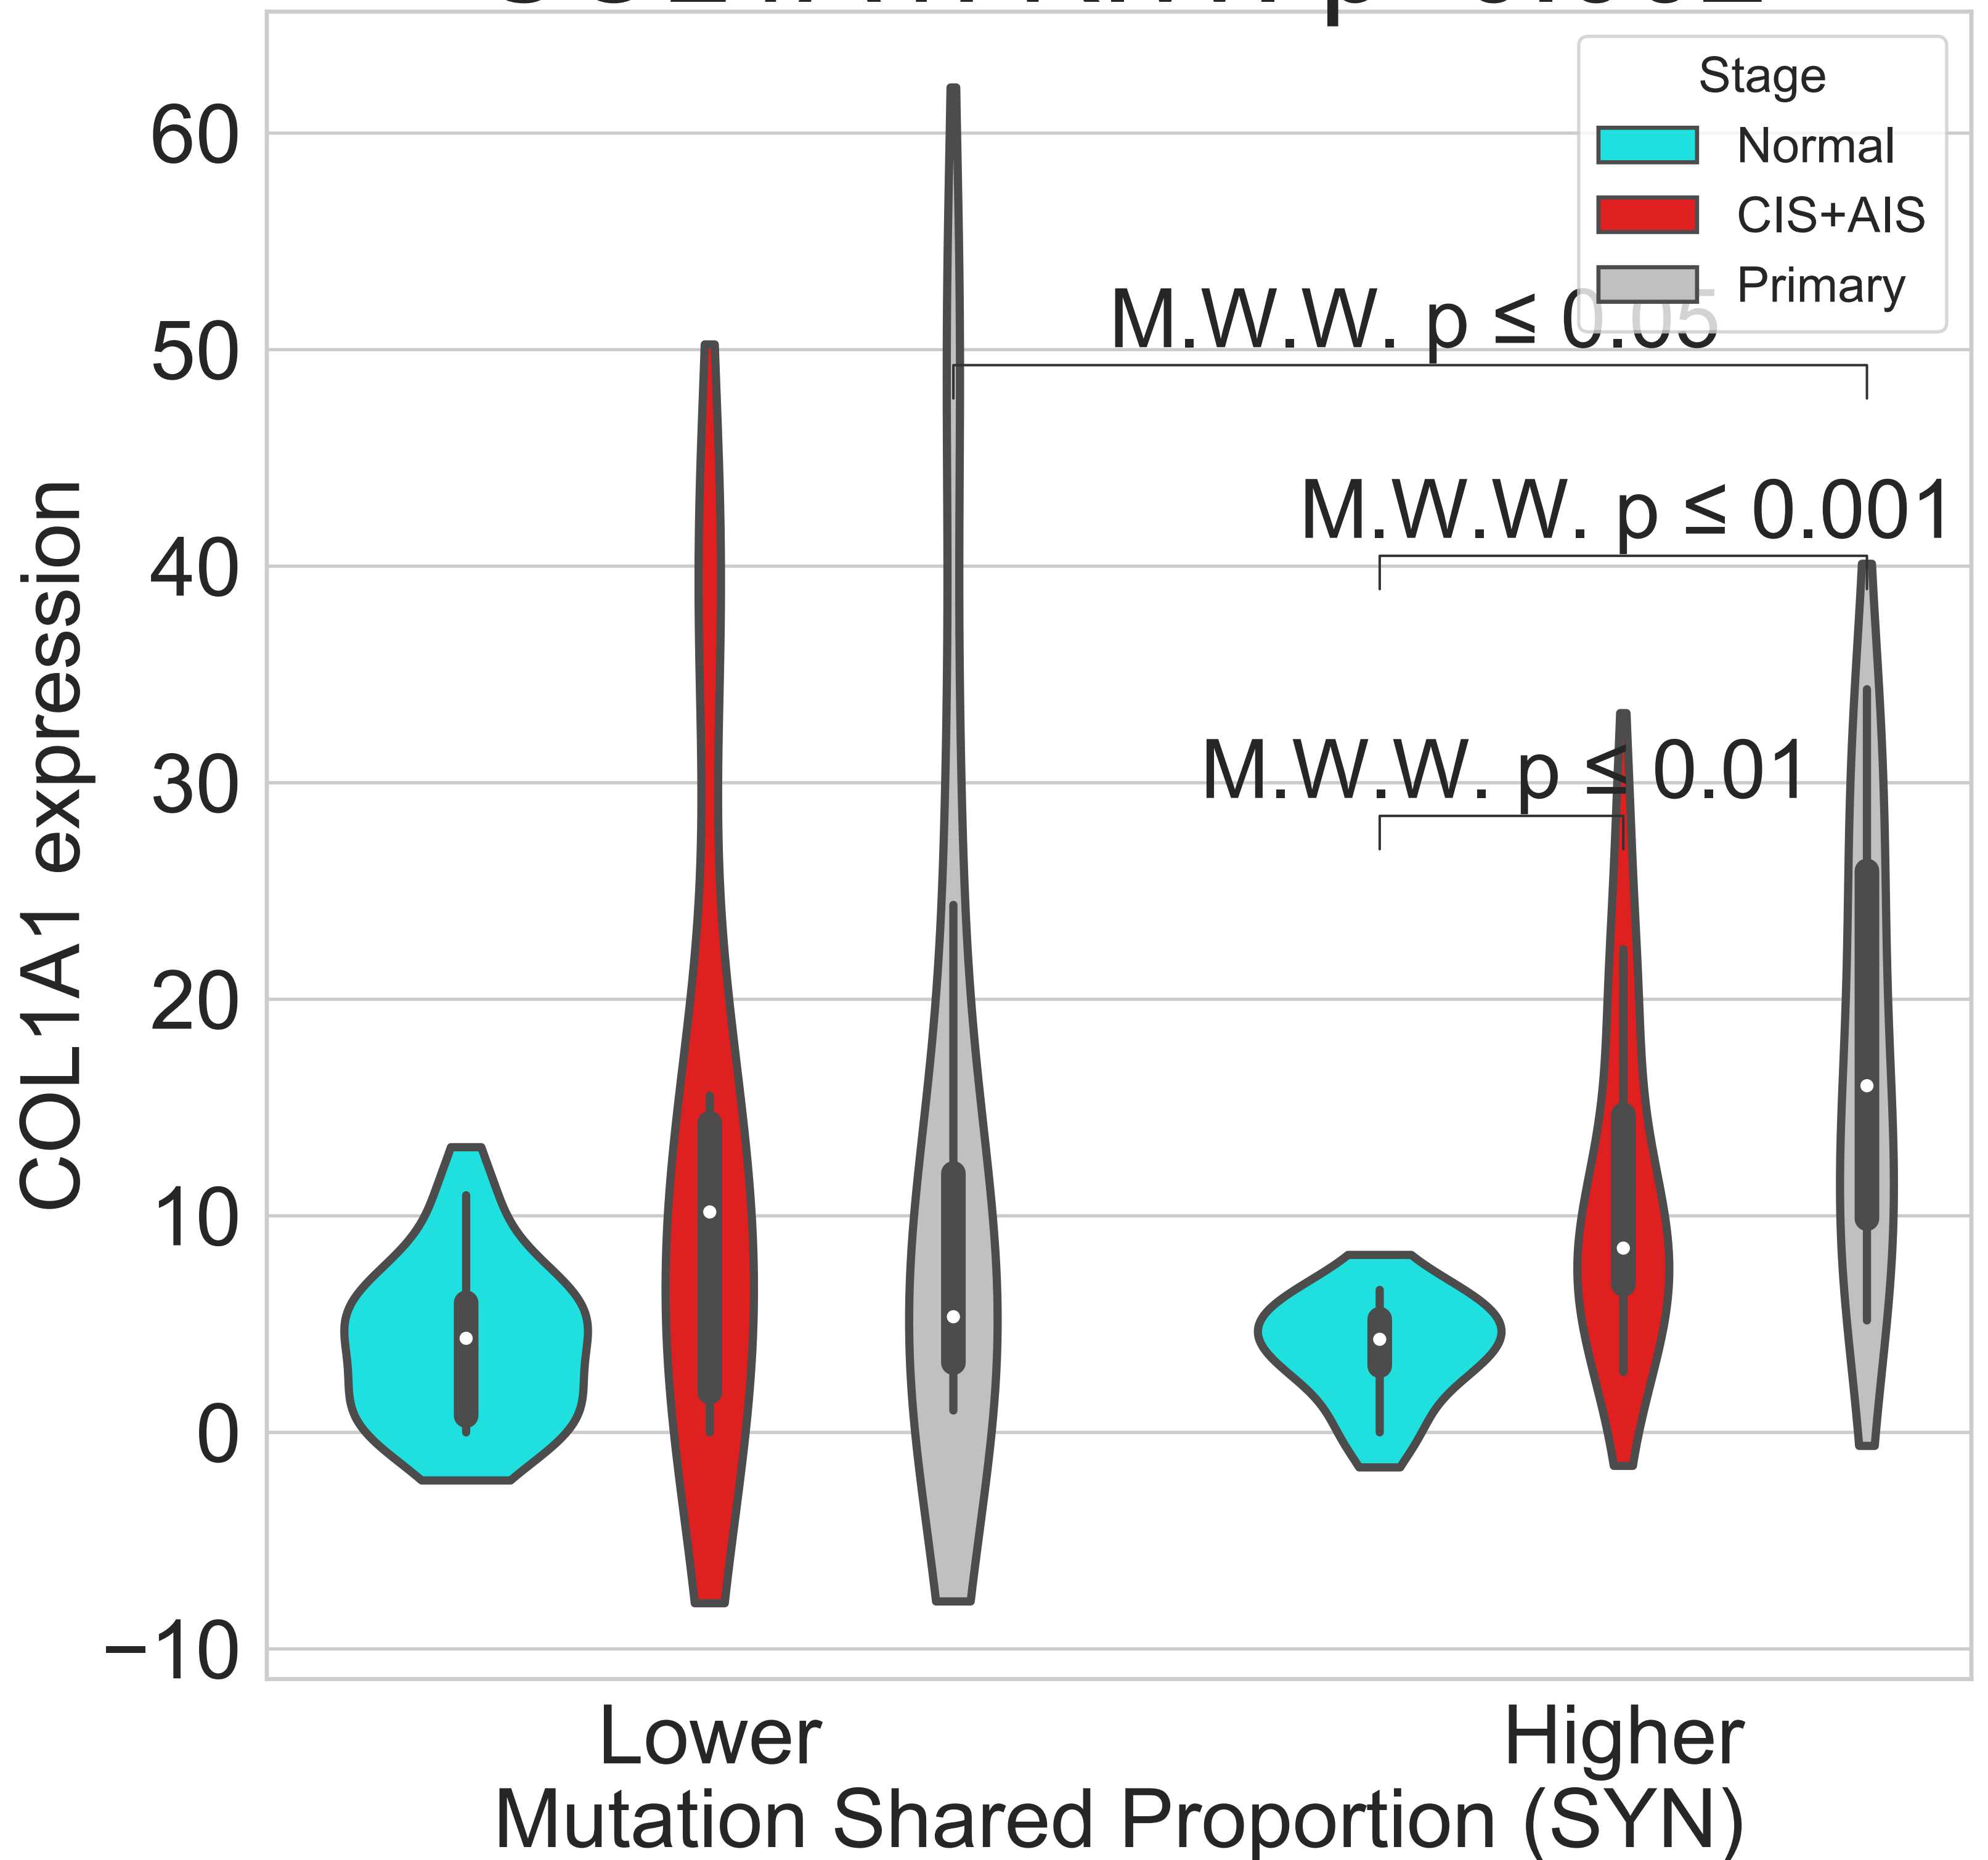 Stage
Normal
CIS+AIS
Primary
M.W.W. p ≤ 0.05
M.W.W. p ≤ 0.001
M.W.W. p ≤ 0.01
60
50
40
30
20
10
0
−10
COL1A1 expression
Lower
Higher
Mutation Shared Proportion (SYN)